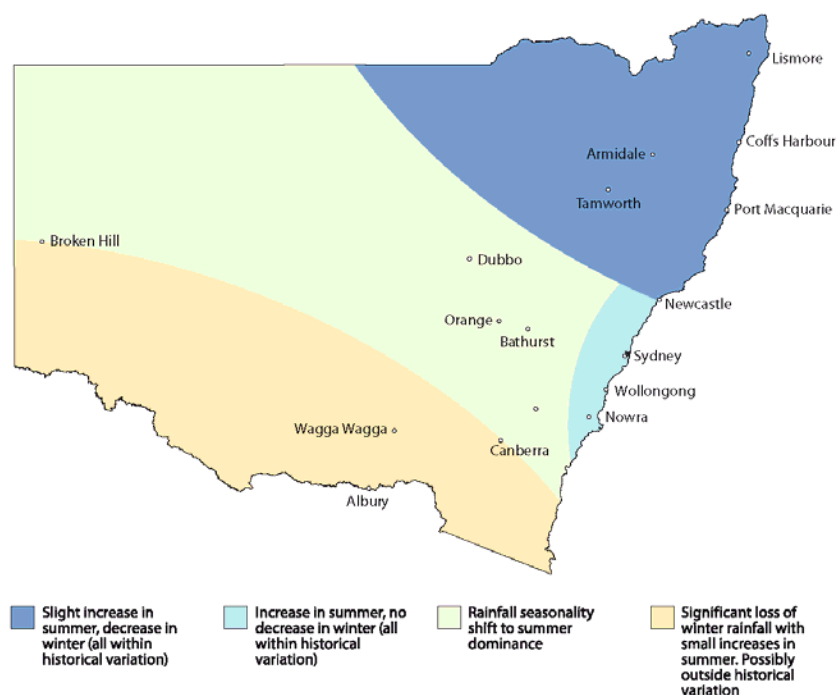 Lismore
Coffs Harbour
Armidale
Tamworth
Port Macquarie
Broken Hill
Dubbo
Newcastle
Orange
Bathurst
Sydney
Wollongong
Nowra
Wagga Wagga
Canberra
Albury
Slight increase in
summer, decrease in
winter (all within
historical variation)
Increase in summer, no
decrease in winter (all
within historical
variation)
Rainfall seasonality
shift to summer
dominance
Significant loss of
winter rainfall with
small increases in
summer. Possibly
outside historical
variation